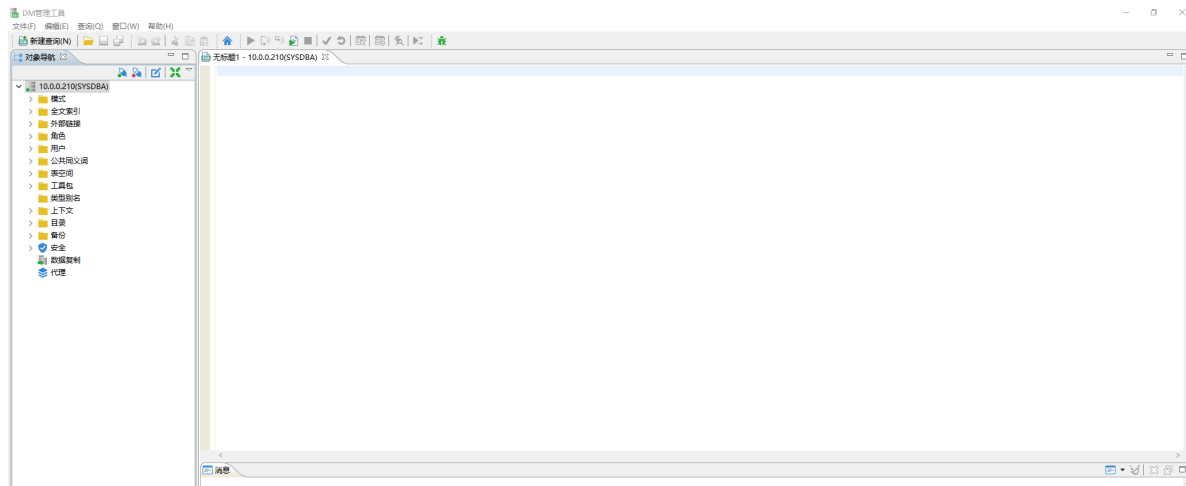 DM管理工具
文件(F) 编辑(E) 查询(Q) 窗口(W) 帮助(H)
新建查询(N)
对象导航
无标题1 - 10.0.0.210(SYSDBA)
10.0.0.210(SYSDBA)
模式
全文索引
外部链接
角色
用户
公共同义词
表空间
工具包
类型别名
上下文
目录
备份
安全
数据复制
代理
消息